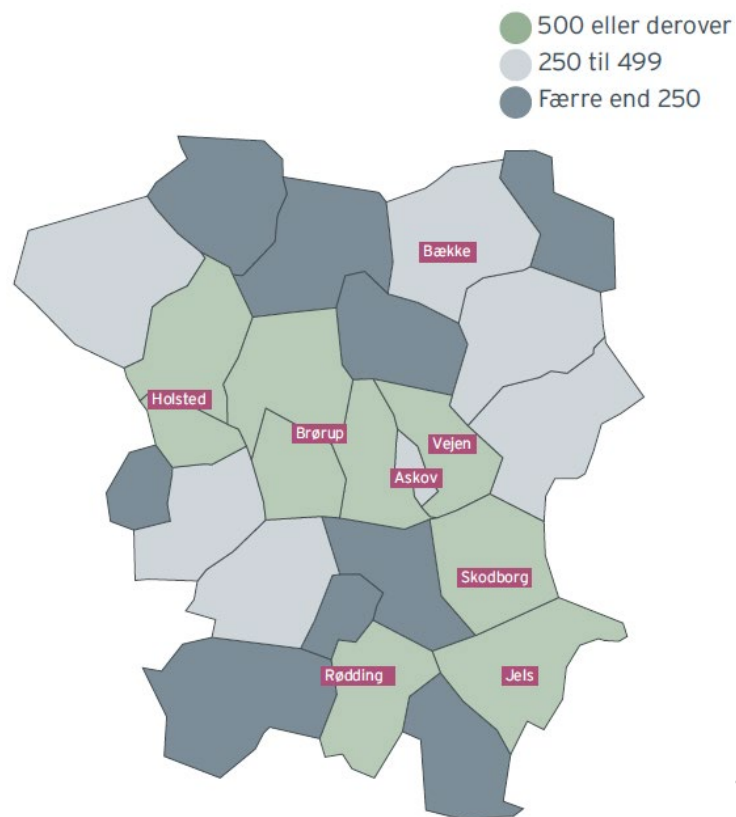 500 eller derover
250 til 499
Færre end 250
Bække
Holsted
Brørup
Vejen
Askov
Skodborg
Rødding
Jels